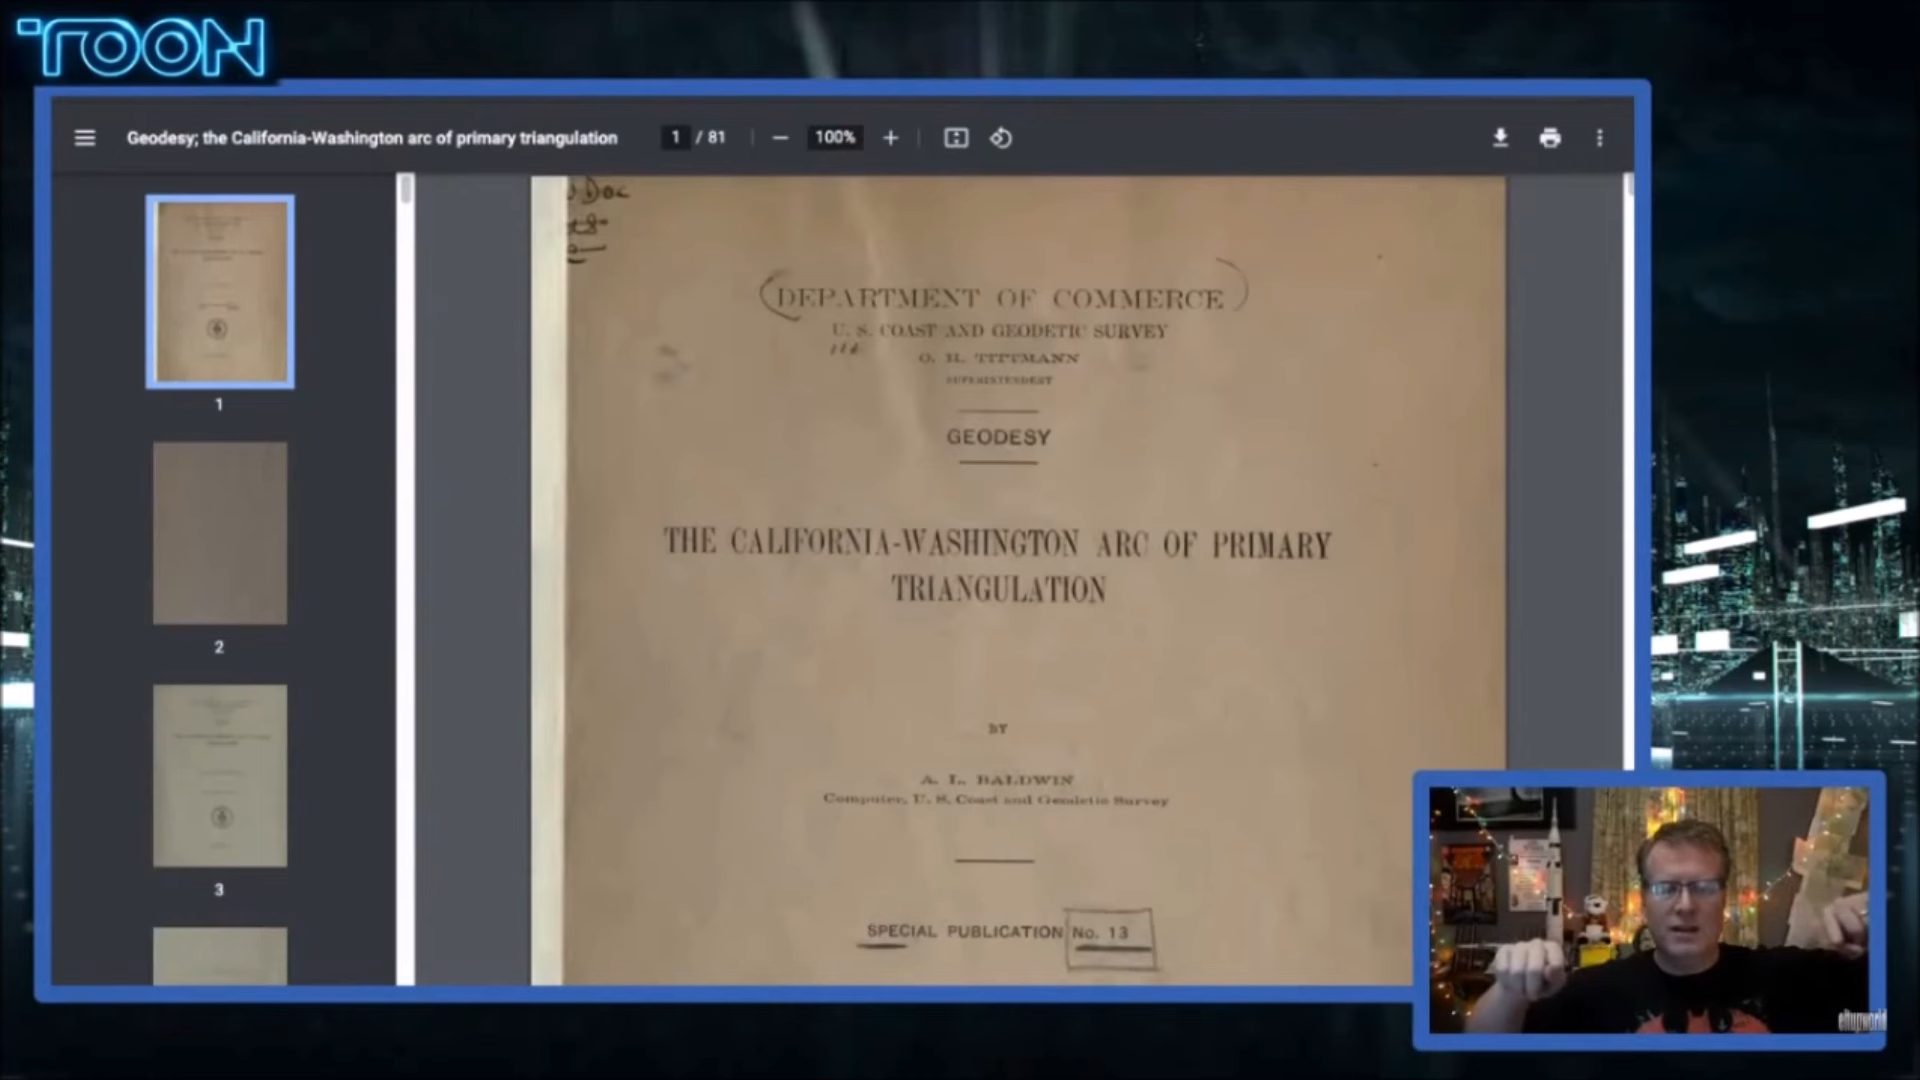 TOON
Geodesy; the California-Washington arc of primary triangulation
1 / 81
100%
Doc
DEPARTMENT OF COMMERCE
U. S. COAST AND GEODETIC SURVEY
O. H. TITTMANN
SUPERINTENDENT
GEODESY
THE CALIFORNIA-WASHINGTON ARC OF PRIMARY
TRIANGULATION
BY
A. L. BALDWIN
Computer, U. S. Coast and Geodetic Survey
SPECIAL PUBLICATION No. 13
1
2
3